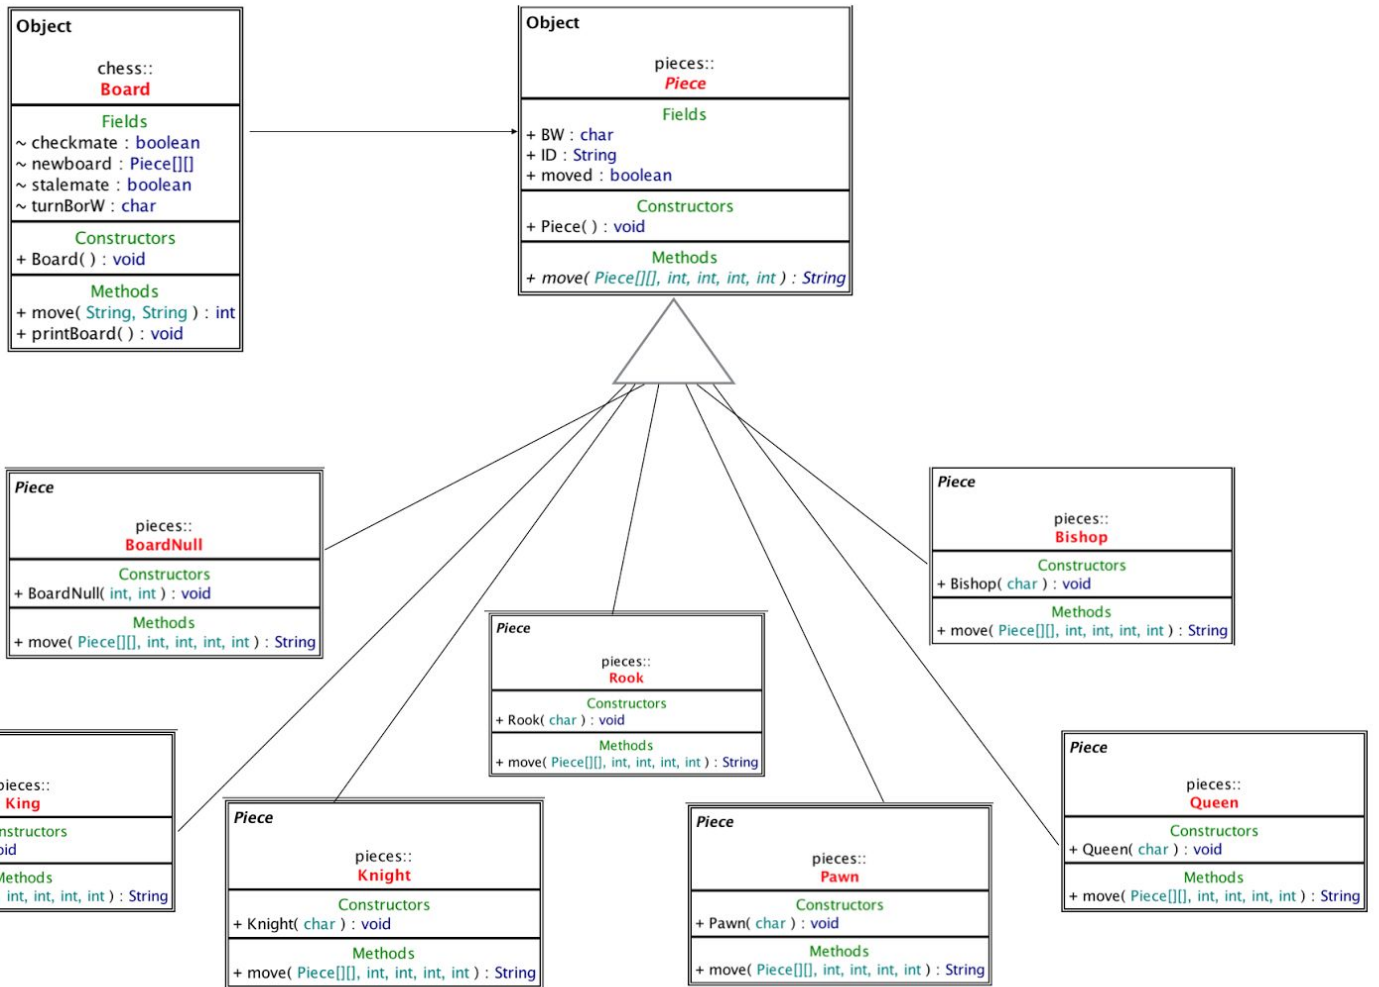 Object
chess::
Board
Fields
~ checkmate : boolean
~ newboard : Piece[][]
~ stalemate : boolean
~ turnBorW : char
Constructors
+ Board( ) : void
Methods
+ move( String, String ) : int
+ printBoard( ) : void
Object
pieces::
Piece
Fields
+ BW : char
+ ID : String
+ moved : boolean
Constructors
+ Piece( ) : void
Methods
+ move( Piece[][], int, int, int, int ) : String
Piece
pieces::
BoardNull
Constructors
+ BoardNull( int, int ) : void
Methods
+ move( Piece[][], int, int, int, int ) : String
Piece
pieces::
Bishop
Constructors
+ Bishop( char ) : void
Methods
+ move( Piece[][], int, int, int, int ) : String
Piece
pieces::
Rook
Constructors
+ Rook( char ) : void
Methods
+ move( Piece[][], int, int, int, int ) : String
ieces::
King
nstructors
oid
Methods
int, int, int, int ) : String
Piece
pieces::
Knight
Constructors
+ Knight( char ) : void
Methods
+ move( Piece[][], int, int, int, int ) : String
Piece
pieces::
Pawn
Constructors
+ Pawn( char ) : void
Methods
+ move( Piece[][], int, int, int, int ) : String
Piece
pieces::
Queen
Constructors
+ Queen( char ) : void
Methods
+ move( Piece[][], int, int, int, int ) : String